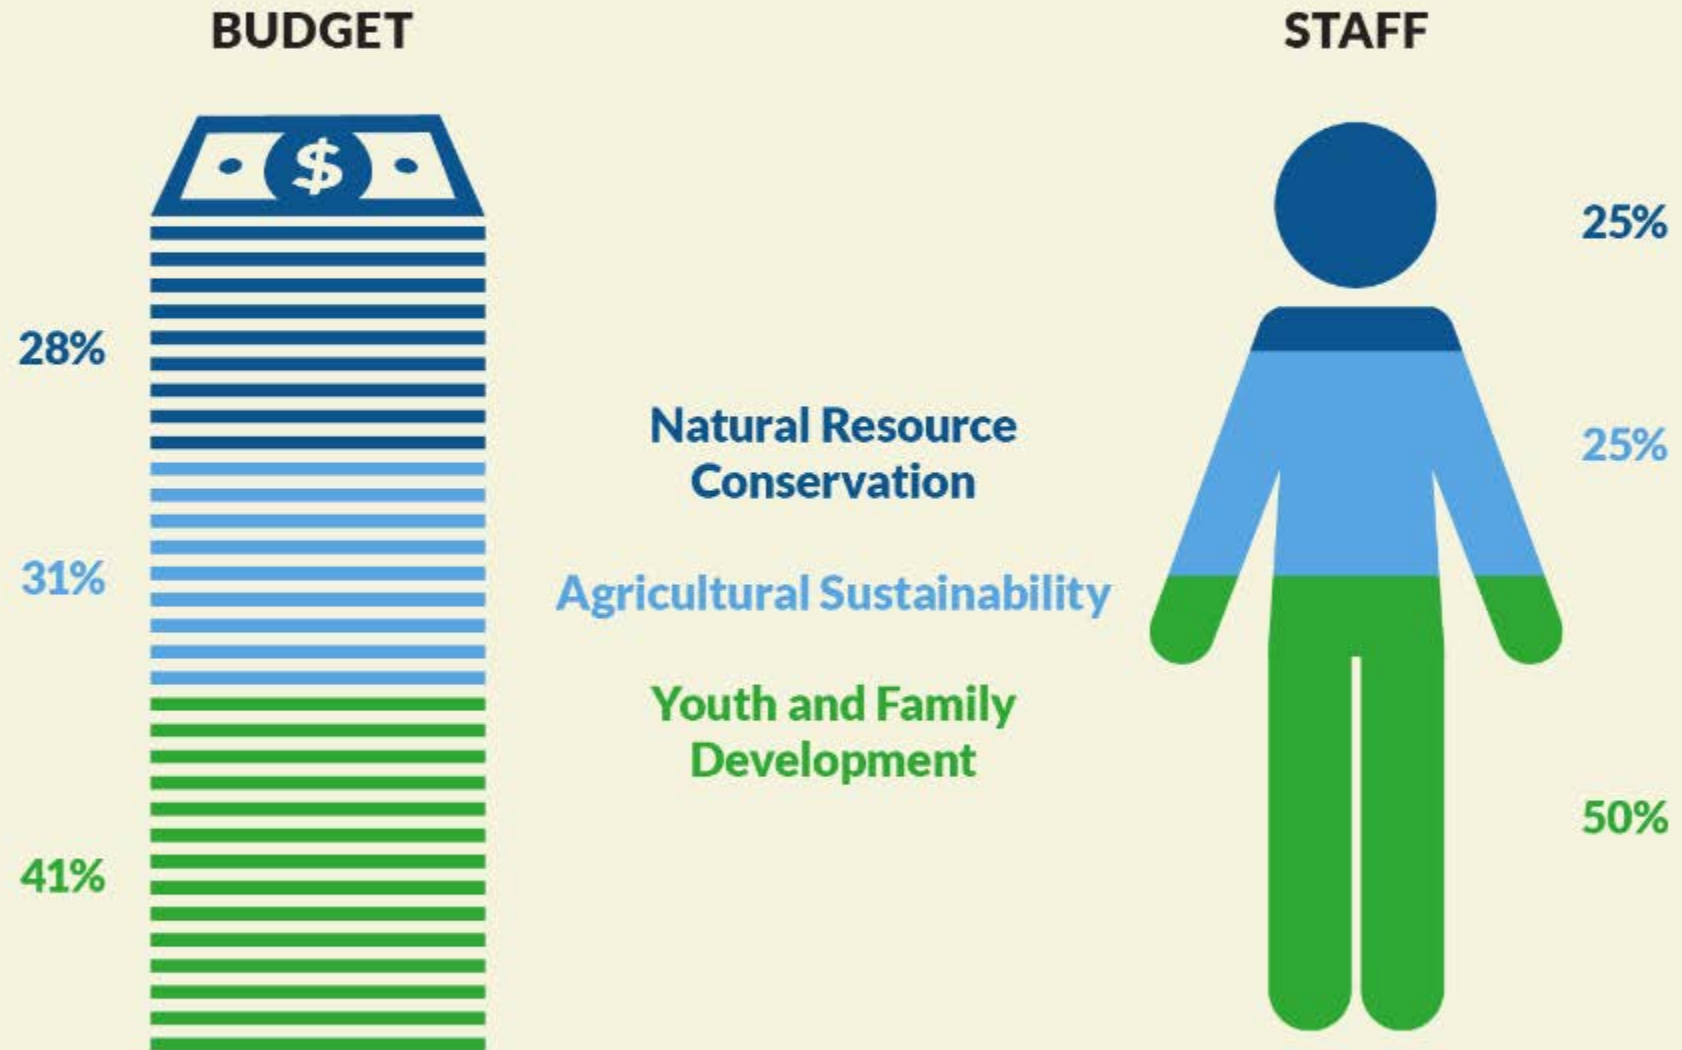 BUDGET
STAFF
$
28%
31%
41%
Natural Resource
Conservation
Agricultural Sustainability
Youth and Family
Development
25%
25%
50%